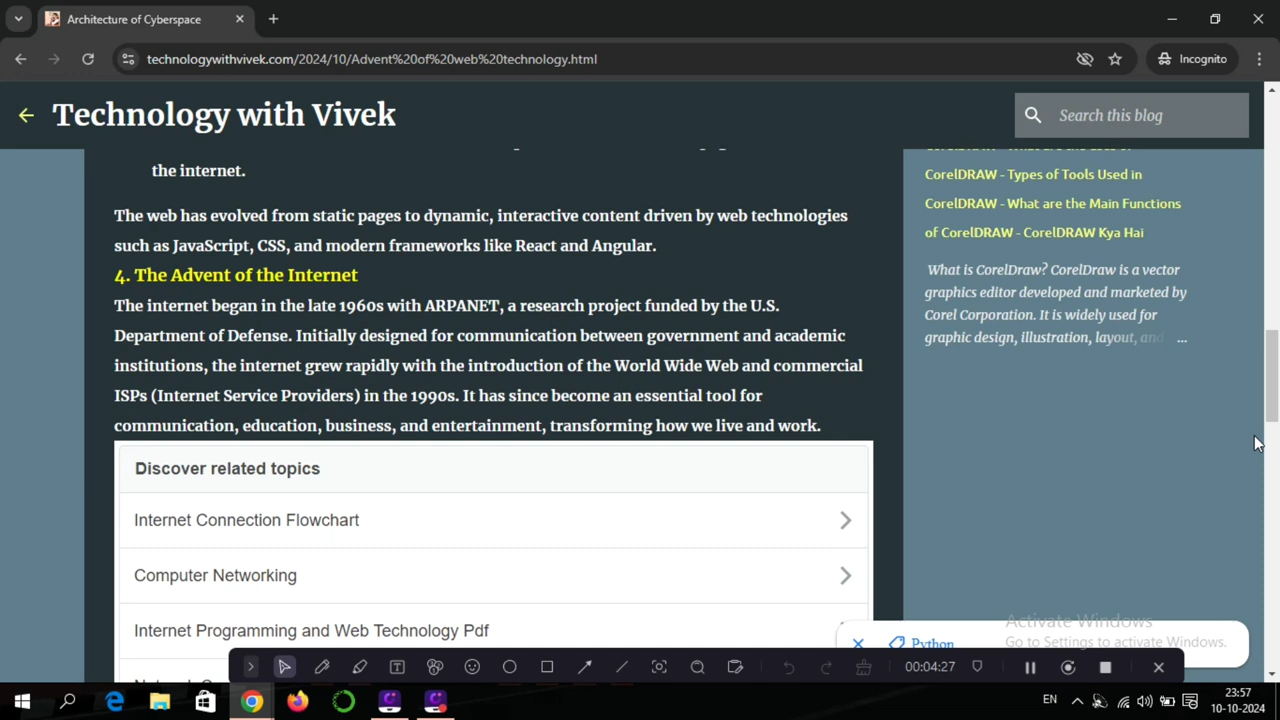 Architecture of Cyberspace
technologywithvivek.com/2024/10/Advent%20of%20web%20technology.html
Incognito
Technology with Vivek
Search this blog
the internet.
The web has evolved from static pages to dynamic, interactive content driven by web technologies
such as JavaScript, CSS, and modern frameworks like React and Angular.
4. The Advent of the Internet
The internet began in the late 1960s with ARPANET, a research project funded by the U.S.
Department of Defense. Initially designed for communication between government and academic
institutions, the internet grew rapidly with the introduction of the World Wide Web and commercial
ISPs (Internet Service Providers) in the 1990s. It has since become an essential tool for
communication, education, business, and entertainment, transforming how we live and work.
Discover related topics
Internet Connection Flowchart
Computer Networking
Internet Programming and Web Technology Pdf
CorelDRAW - Types of Tools Used in
CorelDRAW - What are the Main Functions
of CorelDRAW - CorelDRAW Kya Hai
What is CorelDraw? CorelDraw is a vector
graphics editor developed and marketed by
Corel Corporation. It is widely used for
graphic design, illustration, layout, and ...
Activate Windows
Go to Settings to activate Windows.
Python
00:04:27
EN
23:57
10-10-2024